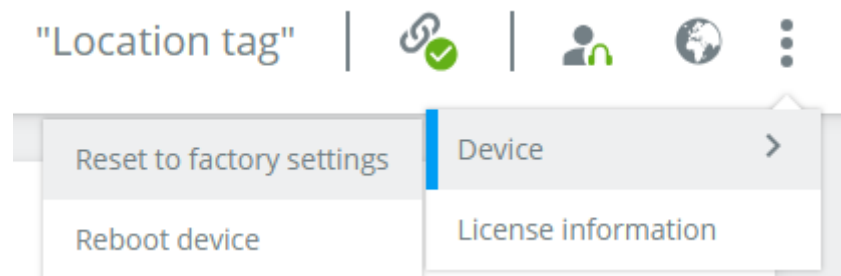 "Location tag"
Device
License information
Reset to factory settings
Reboot device